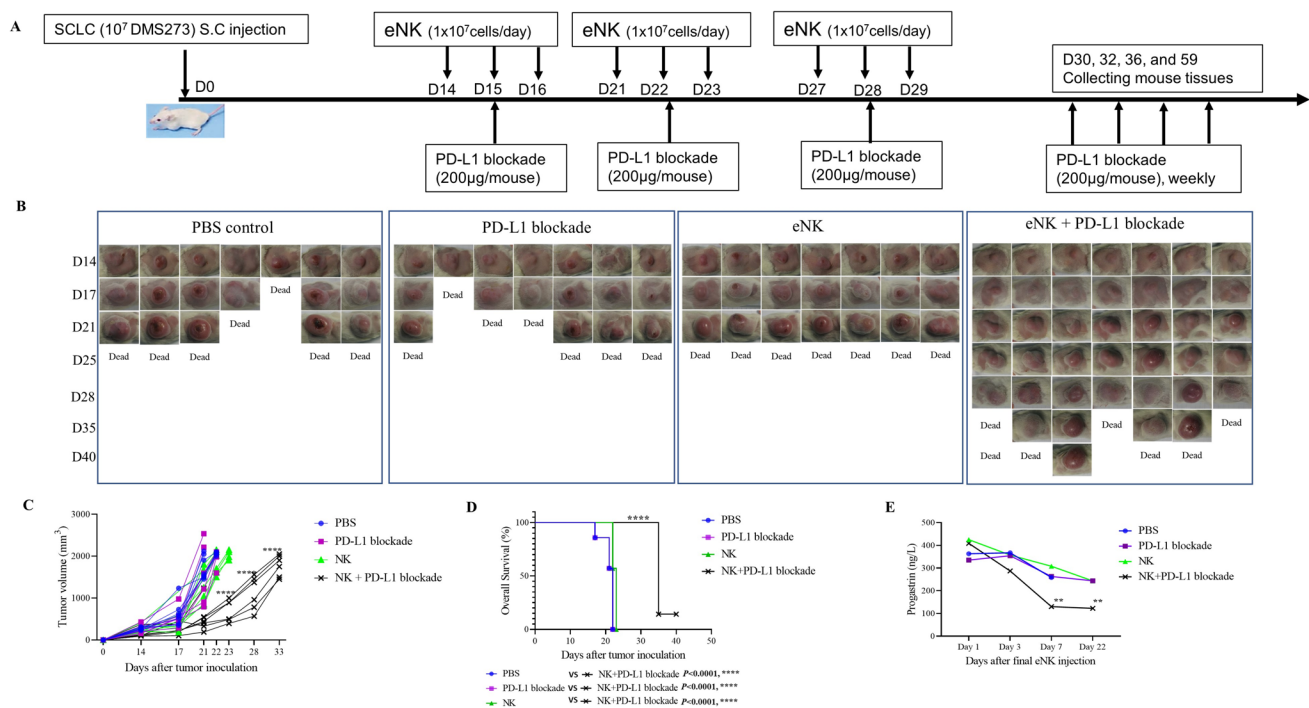 A
SCLC (10⁷ DMS273) S.C injection
eNK (1x10⁷cells/day)
eNK (1x10⁷cells/day)
eNK (1x10⁷cells/day)
D30, 32, 36, and 59
Collecting mouse tissues
D0
D14 D15 D16 D21 D22 D23 D27 D28 D29
PD-L1 blockade
(200µg/mouse)
PD-L1 blockade
(200µg/mouse)
PD-L1 blockade
(200µg/mouse)
PD-L1 blockade
(200µg/mouse), weekly
B
PBS control PD-L1 blockade eNK eNK + PD-L1 blockade
D14
D17 Dead Dead
D21 Dead Dead Dead
D25 Dead Dead Dead Dead Dead Dead Dead Dead Dead Dead Dead Dead Dead Dead Dead Dead
D28
D35 Dead Dead Dead
D40 Dead Dead Dead Dead
C
Tumor volume (mm³)
3000
2000
1000
0
0 14 17 21 22 23 28 33
Days after tumor inoculation
**** **** ****
PBS
PD-L1 blockade
NK
NK + PD-L1 blockade
D
Overall Survival (%)
100
50
0
0 10 20 30 40 50
Days after tumor inoculation
****
PBS
PD-L1 blockade
NK
NK+PD-L1 blockade
PBS vs NK+PD-L1 blockade P<0.0001, ****
PD-L1 blockade vs NK+PD-L1 blockade P<0.0001, ****
NK vs NK+PD-L1 blockade P<0.0001, ****
E
Progastrin (ng/L)
500
400
300
200
100
0
Day 1 Day 3 Day 7 Day 22
Days after final eNK injection
** **
PBS
PD-L1 blockade
NK
NK+PD-L1 blockade